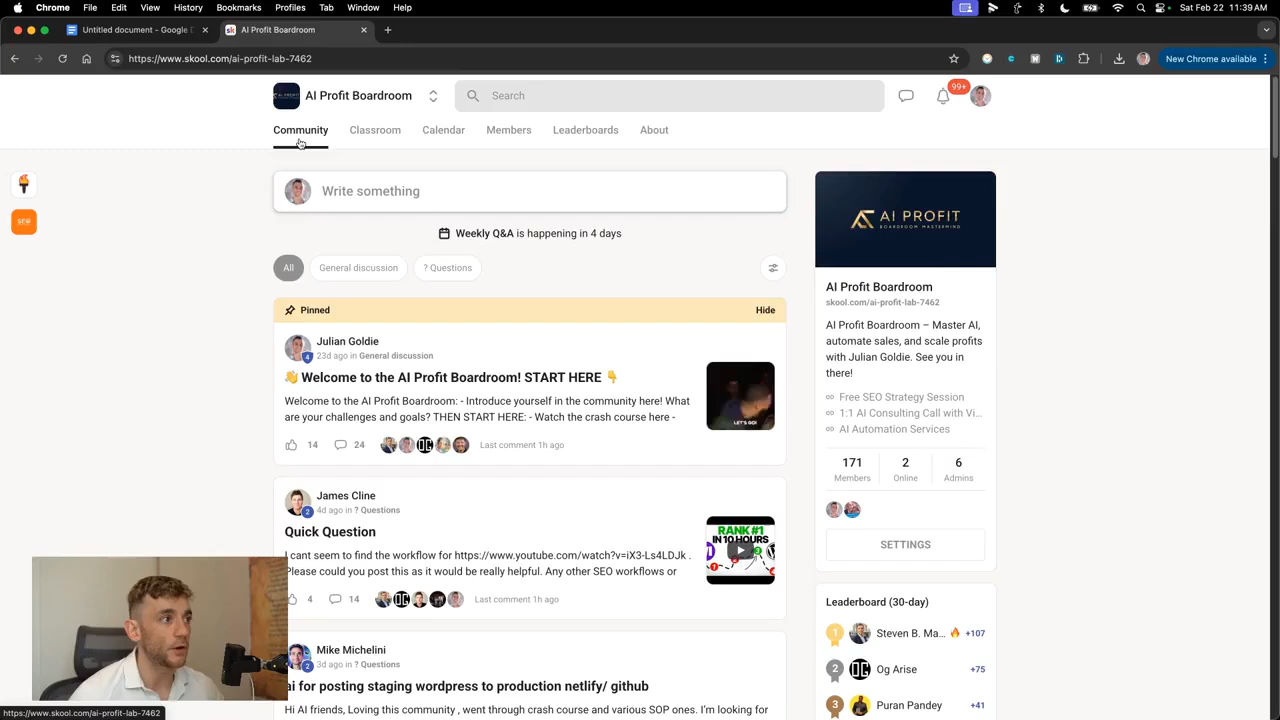 Chrome File Edit View History Bookmarks Profiles Tab Window Help
Sat Feb 22 11:39 AM
Untitled document - Google D
AI Profit Boardroom
https://www.skool.com/ai-profit-lab-7462
New Chrome available
AI Profit Boardroom
Search
99+
Community Classroom Calendar Members Leaderboards About
Write something
Weekly Q&A is happening in 4 days
All General discussion ? Questions
Pinned Hide
Julian Goldie
4
23d ago in General discussion
👋 Welcome to the AI Profit Boardroom! START HERE 👇
Welcome to the AI Profit Boardroom: - Introduce yourself in the community here! What
are your challenges and goals? THEN START HERE: - Watch the crash course here -
LET'S GO!
14 24 Last comment 1h ago
James Cline
2
4d ago in ? Questions
Quick Question
I cant seem to find the workflow for https://www.youtube.com/watch?v=iX3-Ls4LDJk .
Please could you post this as it would be really helpful. Any other SEO workflows or
RANK #1
IN 10 HOURS
4 14 Last comment 1h ago
Mike Michelini
2
3d ago in ? Questions
ai for posting staging wordpress to production netlify/ github
Hi AI friends, Loving this community , went through crash course and various SOP ones. I'm looking for
AI PROFIT
BOARDROOM MASTERMIND
AI Profit Boardroom
skool.com/ai-profit-lab-7462
AI Profit Boardroom – Master AI,
automate sales, and scale profits
with Julian Goldie. See you in
there!
Free SEO Strategy Session
1:1 AI Consulting Call with Vi...
AI Automation Services
171 2 6
Members Online Admins
SETTINGS
Leaderboard (30-day)
1 Steven B. Ma... 🔥 +107
2 OG Og Arise +75
3 Puran Pandey +41
https://www.skool.com/ai-profit-lab-7462